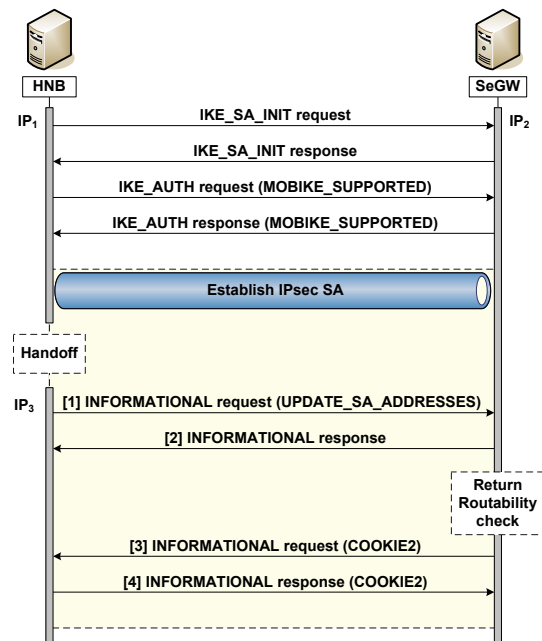 HNB
SeGW
IP₁
IKE_SA_INIT request
IP₂
IKE_SA_INIT response
IKE_AUTH request (MOBIKE_SUPPORTED)
IKE_AUTH response (MOBIKE_SUPPORTED)
Establish IPsec SA
Handoff
IP₃
[1] INFORMATIONAL request (UPDATE_SA_ADDRESSES)
[2] INFORMATIONAL response
Return
Routability
check
[3] INFORMATIONAL request (COOKIE2)
[4] INFORMATIONAL response (COOKIE2)